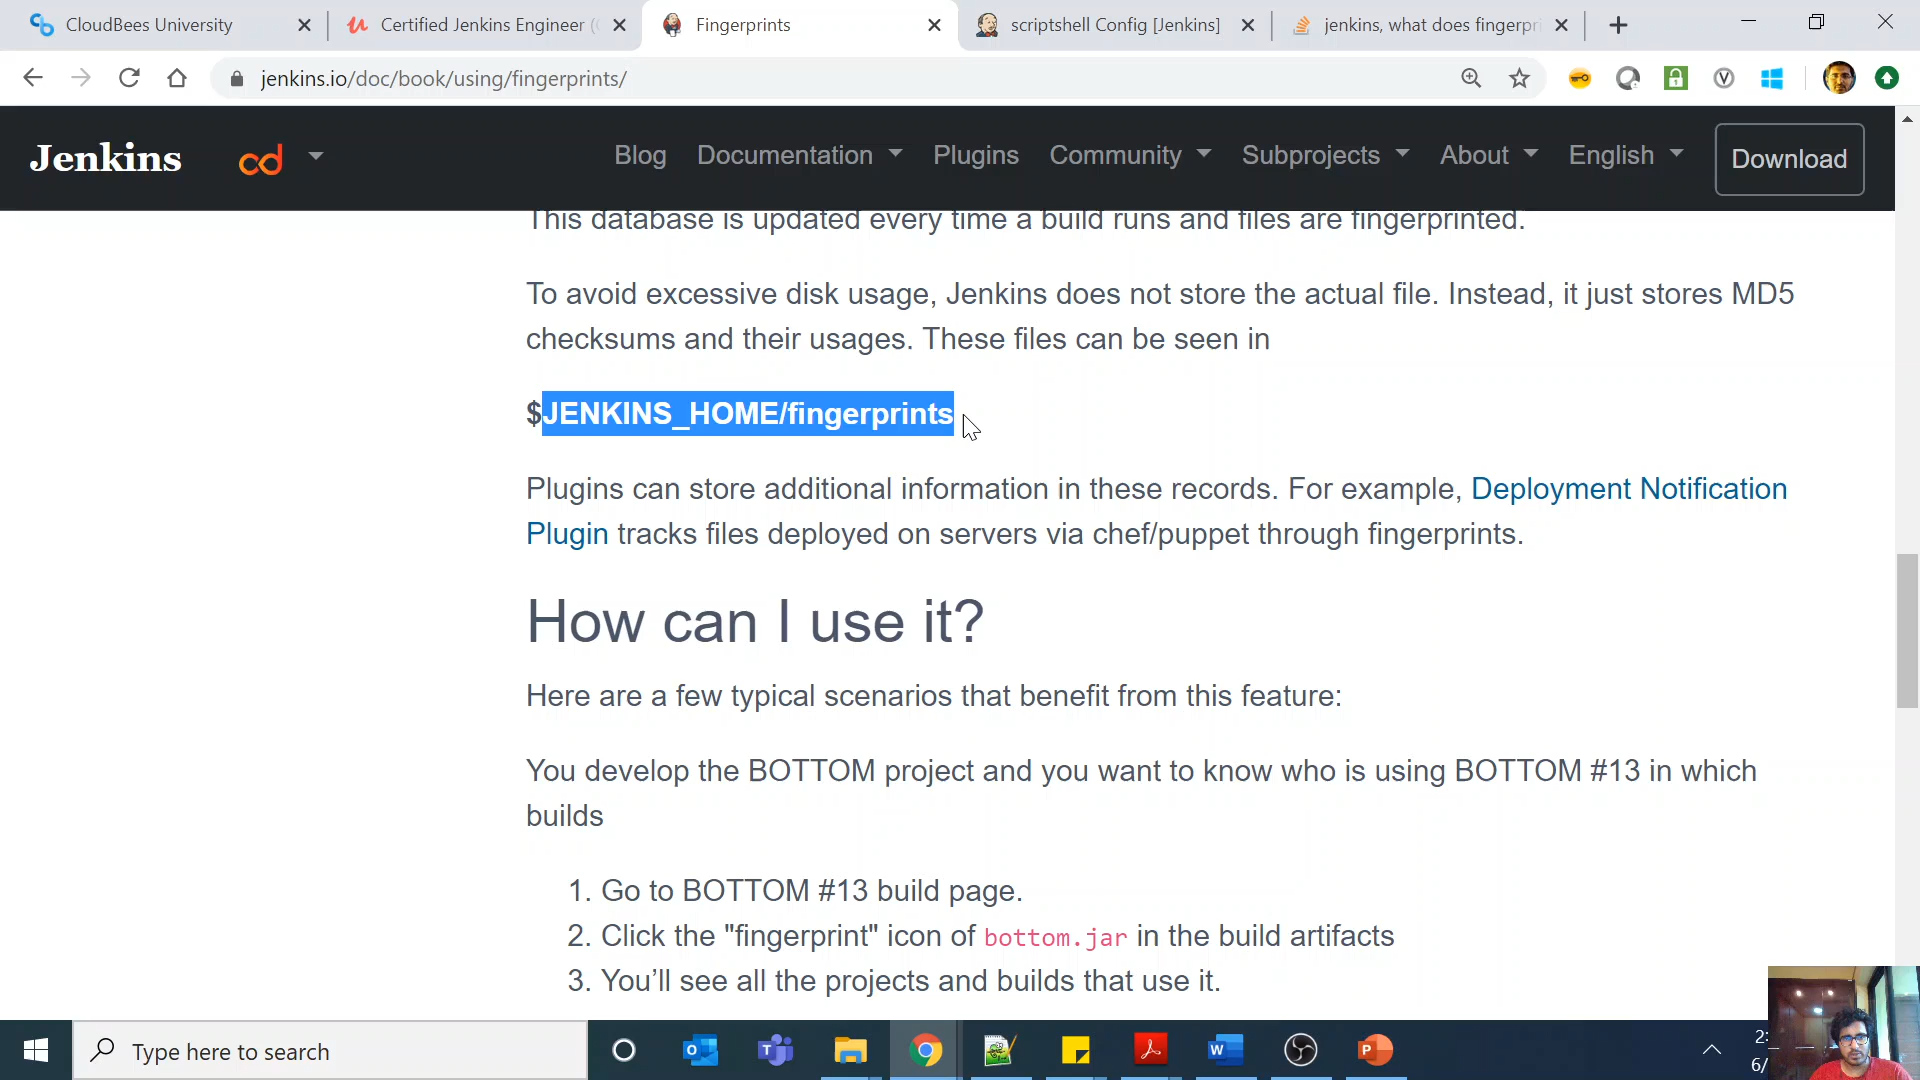 CloudBees University
Certified Jenkins Engineer (
Fingerprints
scriptshell Config [Jenkins]
jenkins, what does fingerpri
jenkins.io/doc/book/using/fingerprints/
Jenkins
Blog
Documentation
Plugins
Community
Subprojects
About
English
Download
This database is updated every time a build runs and files are fingerprinted.
To avoid excessive disk usage, Jenkins does not store the actual file. Instead, it just stores MD5
checksums and their usages. These files can be seen in
$JENKINS_HOME/fingerprints
Plugins can store additional information in these records. For example, Deployment Notification
Plugin tracks files deployed on servers via chef/puppet through fingerprints.
How can I use it?
Here are a few typical scenarios that benefit from this feature:
You develop the BOTTOM project and you want to know who is using BOTTOM #13 in which
builds
1. Go to BOTTOM #13 build page.
2. Click the "fingerprint" icon of bottom.jar in the build artifacts
3. You’ll see all the projects and builds that use it.
Type here to search
2:
6/